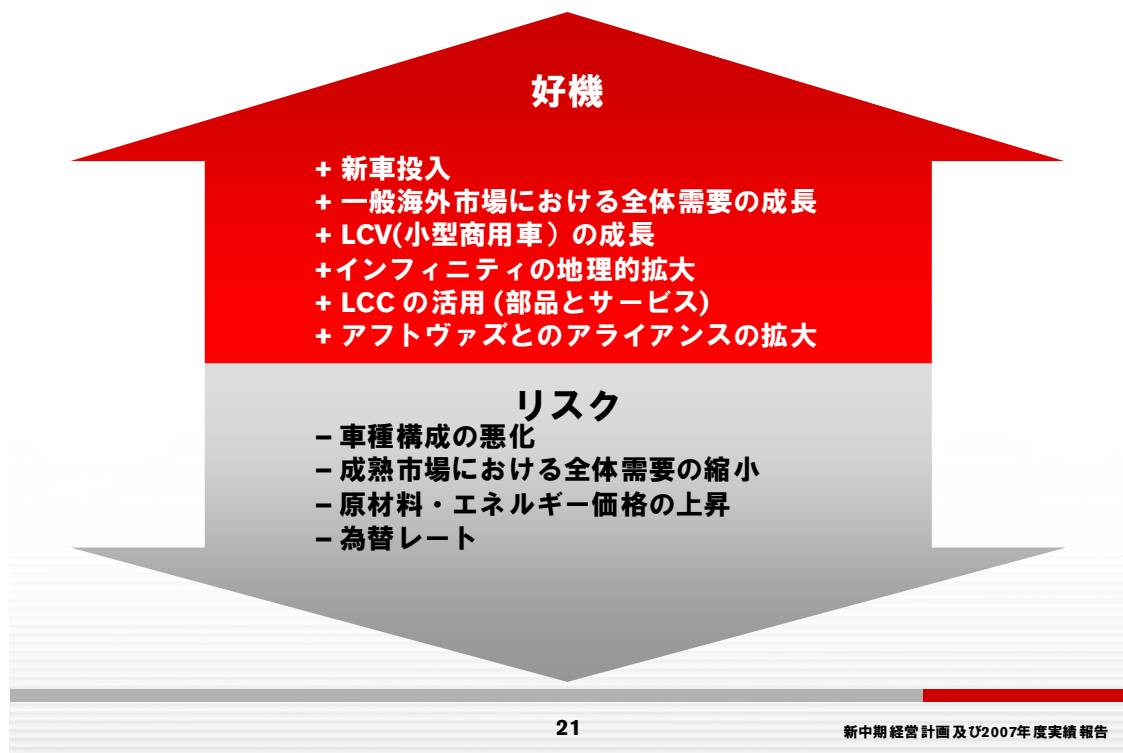 好機
+ 新車投入
+ 一般海外市場における全体需要の成長
+ LCV(小型商用車）の成長
+インフィニティの地理的拡大
+ LCC の活用 (部品とサービス)
+ アフトヴァズとのアライアンスの拡大
リスク
– 車種構成の悪化
– 成熟市場における全体需要の縮小
– 原材料・エネルギー価格の上昇
– 為替レート
21
新中期経営計画及び2007年度実績報告